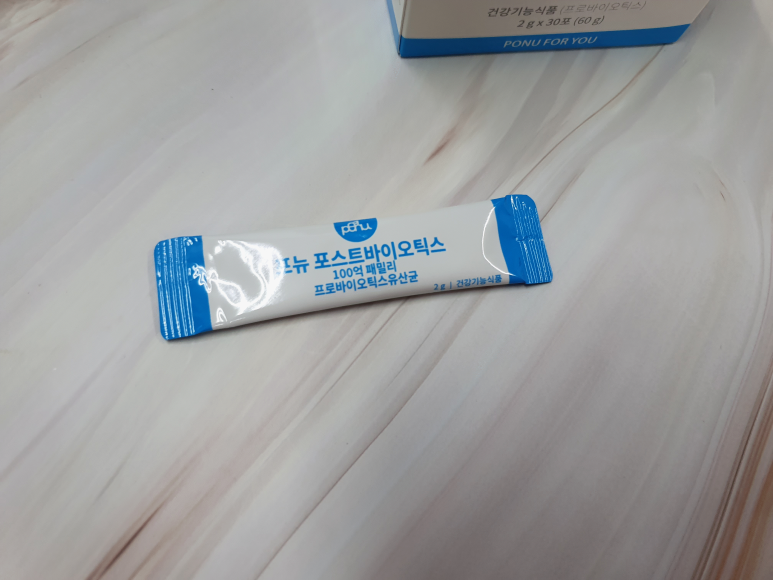 건강기능식품 (프로바이오틱스)
2 g x 30포 (60 g)
PONU FOR YOU
ponu
포뉴 포스트바이오틱스
100억 패밀리
프로바이오틱스유산균
2 g | 건강기능식품